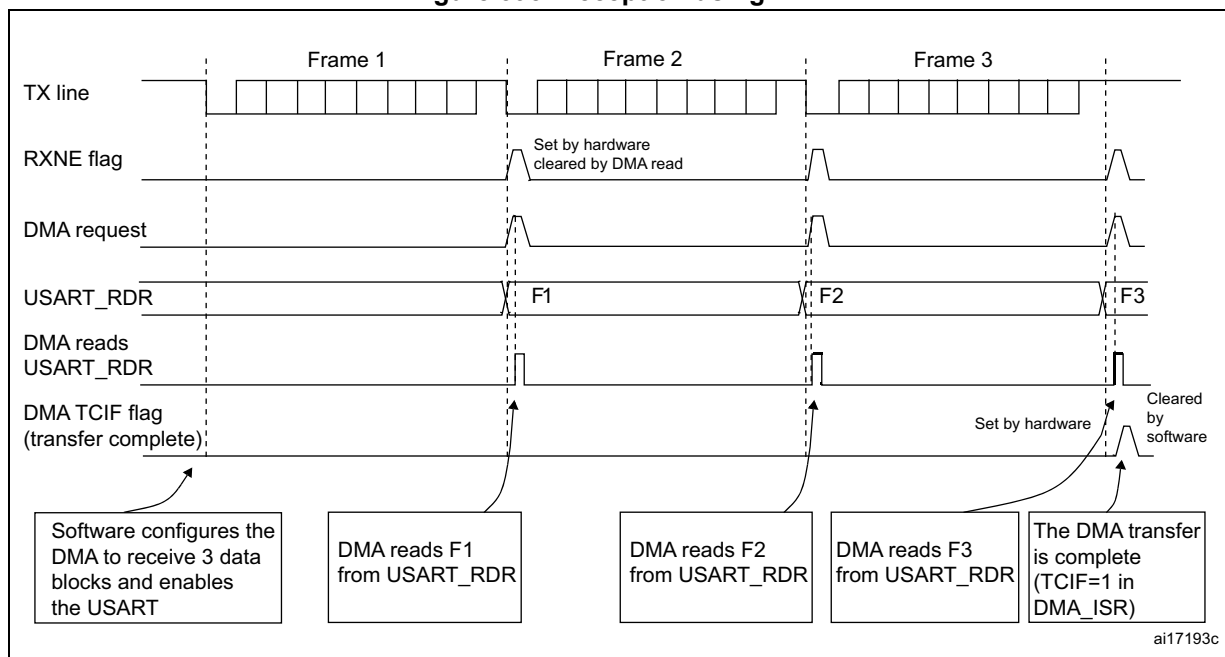 Frame 1
Frame 2
Frame 3
TX line
RXNE flag
Set by hardware
cleared by DMA read
DMA request
USART_RDR
F1
F2
F3
DMA reads
USART_RDR
DMA TCIF flag
(transfer complete)
Set by hardware
Cleared
by
software
Software configures the
DMA to receive 3 data
blocks and enables
the USART
DMA reads F1
from USART_RDR
DMA reads F2
from USART_RDR
DMA reads F3
from USART_RDR
The DMA transfer
is complete
(TCIF=1 in
DMA_ISR)
ai17193c